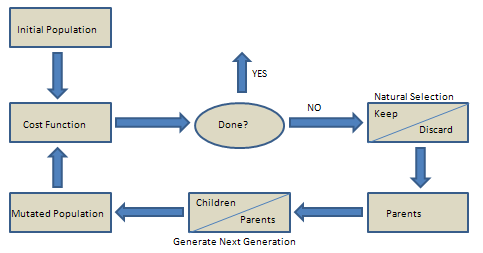 Initial Population
YES
Natural Selection
Cost Function
Done?
NO
Keep
Discard
Mutated Population
Children
Parents
Parents
Generate Next Generation